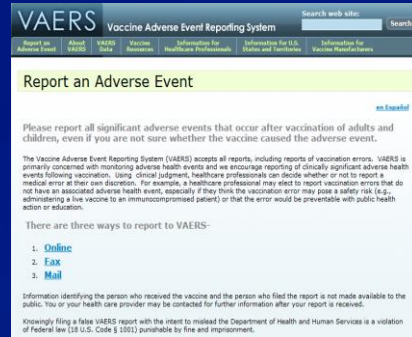 VAERS Vaccine Adverse Event Reporting System
Search web site:
Search
Report an
Adverse Event
About
VAERS
VAERS
Data
Vaccine
Resources
Information for
Healthcare Professionals
Information for U.S.
States and Territories
Information for
Vaccine Manufacturers
Report an Adverse Event
en Español
Please report all significant adverse events that occur after vaccination of adults and
children, even if you are not sure whether the vaccine caused the adverse event.
The Vaccine Adverse Event Reporting System (VAERS) accepts all reports, including reports of vaccination errors. VAERS is
primarily concerned with monitoring adverse health events and we encourage reporting of clinically significant adverse health
events following vaccination. Using clinical judgment, healthcare professionals can decide whether or not to report a
medical error at their own discretion. For example, a healthcare professional may elect to report vaccination errors that do
not have an associated adverse health event, especially if they think the vaccination error may pose a safety risk (e.g.,
administering a live vaccine to an immunocompromised patient) or that the error would be preventable with public health
action or education.
There are three ways to report to VAERS-
1. Online
2. Fax
3. Mail
Information identifying the person who received the vaccine and the person who filed the report is not made available to the
public. You or your health care provider may be contacted for further information after your report is received.
Knowingly filing a false VAERS report with the intent to mislead the Department of Health and Human Services is a violation
of Federal law (18 U.S. Code § 1001) punishable by fine and imprisonment.